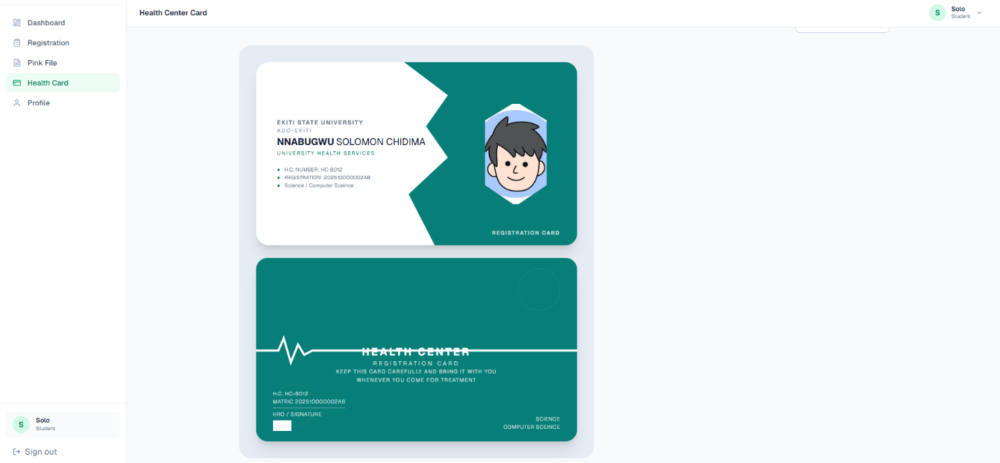 Health Center Card
S
Solo
Student
Dashboard
Registration
Pink File
Health Card
Profile
EKITI STATE UNIVERSITY
ADO-EKITI
NNABUGWU SOLOMON CHIDIMA
UNIVERSITY HEALTH SERVICES
H.C. NUMBER: HC-8012
REGISTRATION: 202510000002AB
Science / Computer Sceince
REGISTRATION CARD
HEALTH CENTER
REGISTRATION CARD
KEEP THIS CARD CAREFULLY AND BRING IT WITH YOU
WHENEVER YOU COME FOR TREATMENT
H.C. HC-8012
MATRIC 202510000002AB
HRO / SIGNATURE
SCIENCE
COMPUTER SCEINCE
S
Solo
Student
Sign out